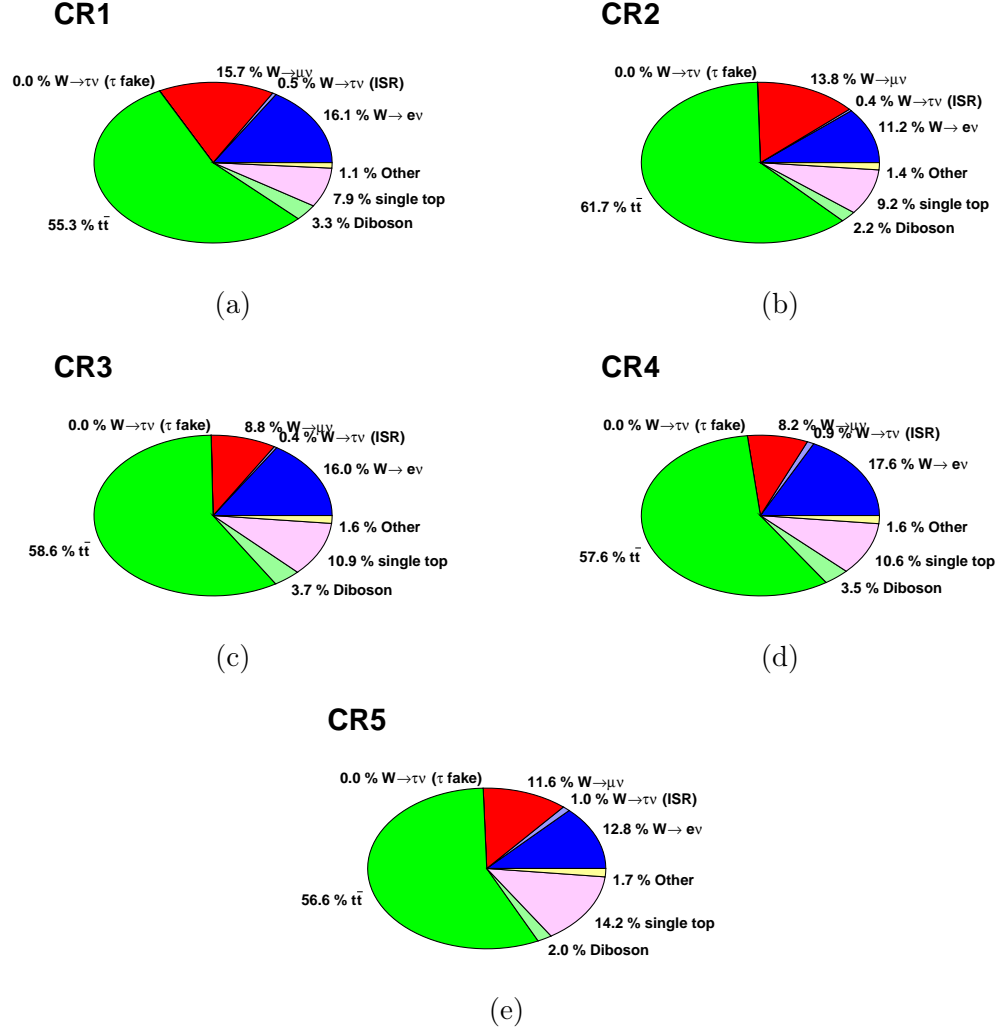 CR1
0.0 % W→τν (τ fake)
15.7 % W→μν
0.5 % W→τν (ISR)
16.1 % W→ eν
1.1 % Other
7.9 % single top
3.3 % Diboson
55.3 % tt̄
(a)
CR2
0.0 % W→τν (τ fake)
13.8 % W→μν
0.4 % W→τν (ISR)
11.2 % W→ eν
1.4 % Other
9.2 % single top
2.2 % Diboson
61.7 % tt̄
(b)
CR3
0.0 % W→τν (τ fake)
8.8 % W→μν
0.4 % W→τν (ISR)
16.0 % W→ eν
1.6 % Other
10.9 % single top
3.7 % Diboson
58.6 % tt̄
(c)
CR4
0.0 % W→τν (τ fake)
8.2 % W→μν
0.9 % W→τν (ISR)
17.6 % W→ eν
1.6 % Other
10.6 % single top
3.5 % Diboson
57.6 % tt̄
(d)
CR5
0.0 % W→τν (τ fake)
11.6 % W→μν
1.0 % W→τν (ISR)
12.8 % W→ eν
1.7 % Other
14.2 % single top
2.0 % Diboson
56.6 % tt̄
(e)